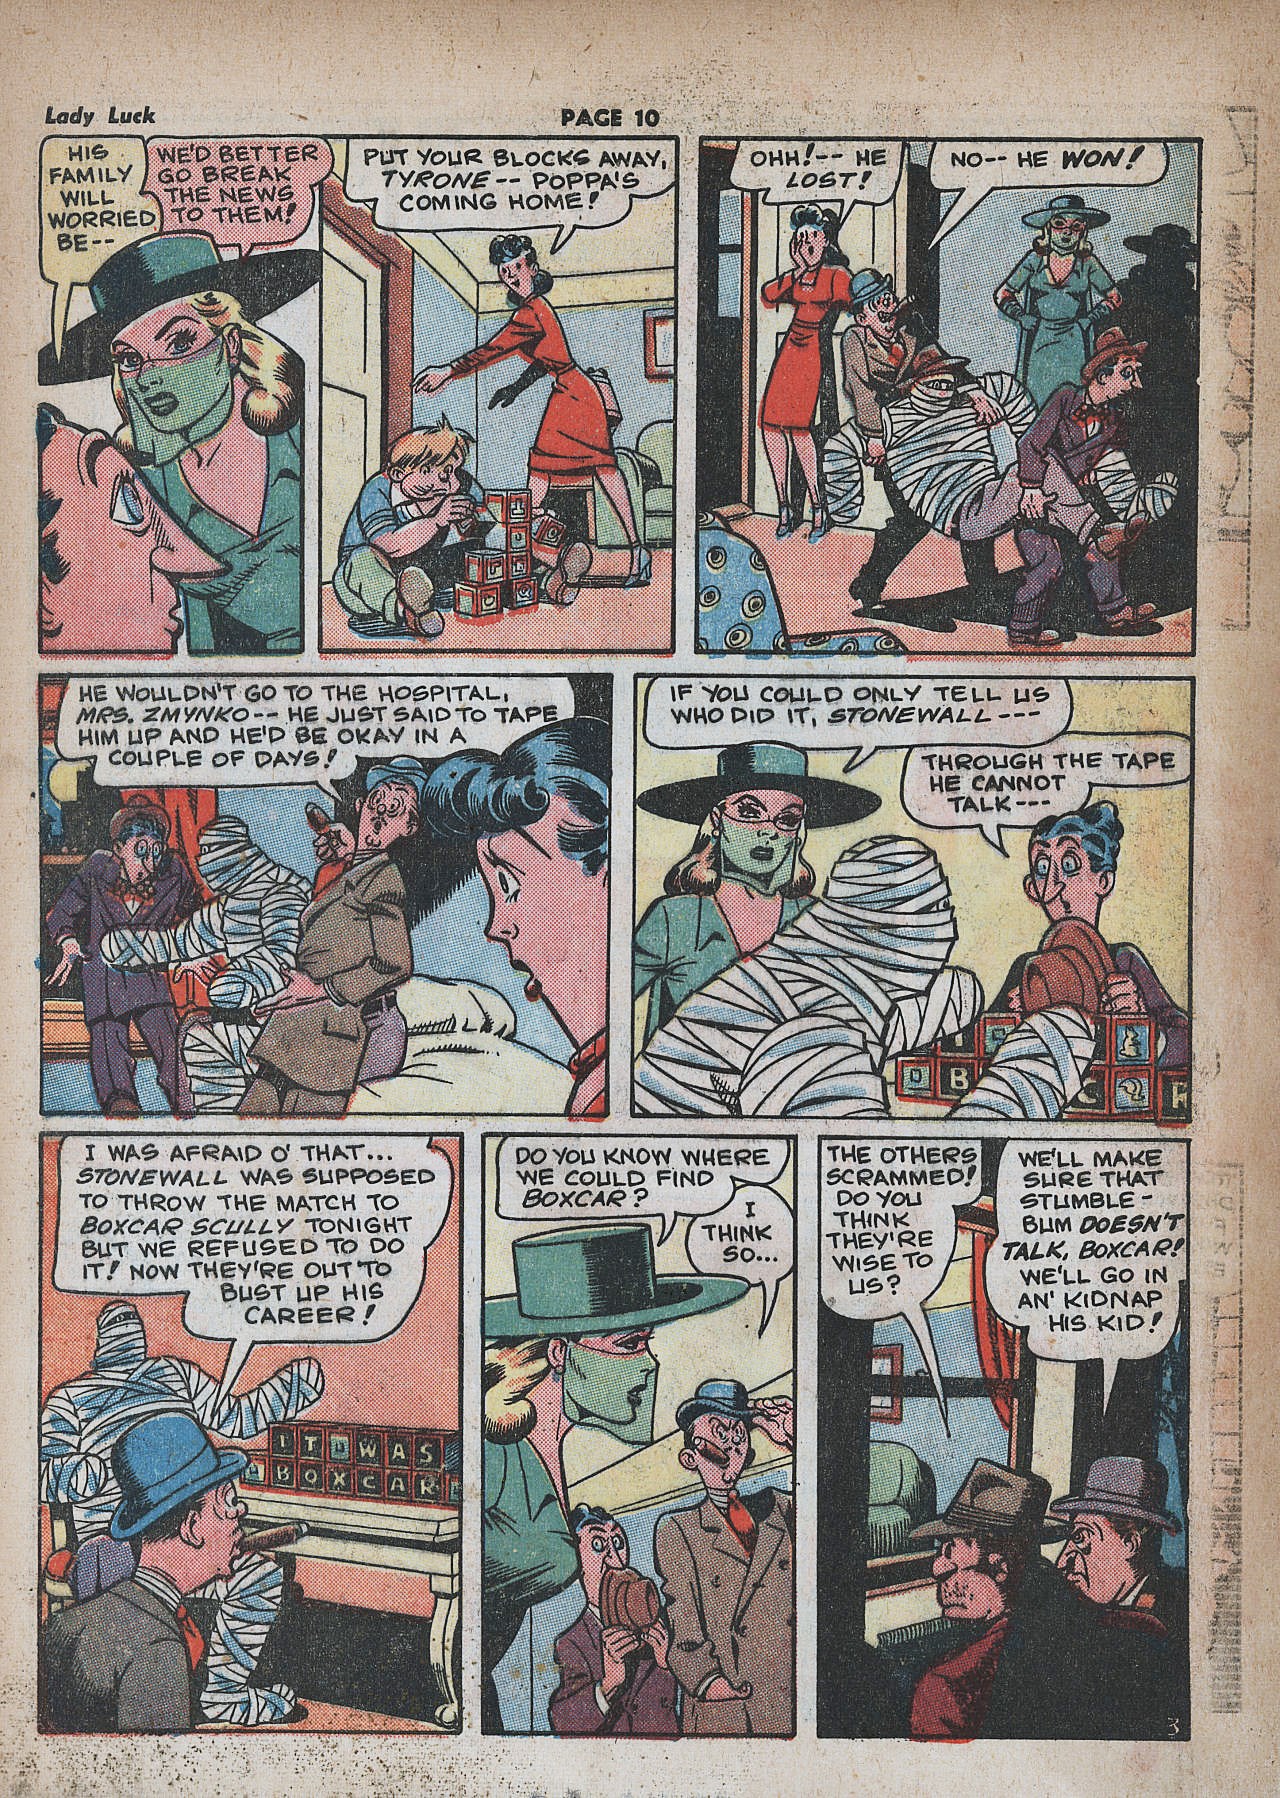 Lady Luck
PAGE 10
HIS
FAMILY
WILL
WORRIED
BE--
WE'D BETTER
GO BREAK
THE NEWS
TO THEM!
PUT YOUR BLOCKS AWAY,
TYRONE -- POPPA'S
COMING HOME!
OHH!-- HE
LOST!
NO-- HE WON!
HE WOULDN'T GO TO THE HOSPITAL,
MRS. ZMYNKO-- HE JUST SAID TO TAPE
HIM UP AND HE'D BE OKAY IN A
COUPLE OF DAYS!
IF YOU COULD ONLY TELL US
WHO DID IT, STONEWALL ---
THROUGH THE TAPE
HE CANNOT
TALK---
I WAS AFRAID O' THAT...
STONEWALL WAS SUPPOSED
TO THROW THE MATCH TO
BOXCAR SCULLY TONIGHT
BUT WE REFUSED TO DO
IT! NOW THEY'RE OUT TO
BUST UP HIS
CAREER!
IT WAS
BOXCAR
DO YOU KNOW WHERE
WE COULD FIND
BOXCAR?
I
THINK
SO...
THE OTHERS
SCRAMMED!
DO YOU
THINK
THEY'RE
WISE TO
US?
WE'LL MAKE
SURE THAT
STUMBLE-
BUM DOESN'T
TALK, BOXCAR!
WE'LL GO IN
AN' KIDNAP
HIS KID!
3